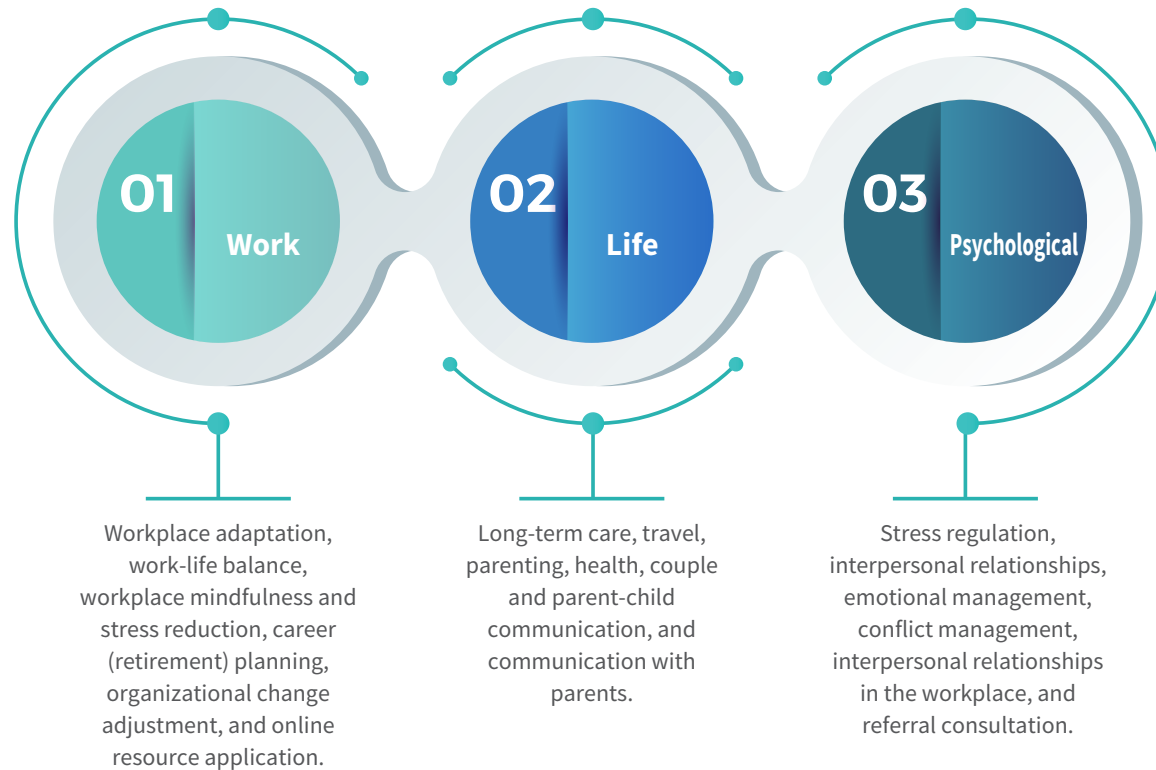 01
Work
02
Life
03
Psychological
Workplace adaptation,
work-life balance,
workplace mindfulness and
stress reduction, career
(retirement) planning,
organizational change
adjustment, and online
resource application.
Long-term care, travel,
parenting, health, couple
and parent-child
communication, and
communication with
parents.
Stress regulation,
interpersonal relationships,
emotional management,
conflict management,
interpersonal relationships
in the workplace, and
referral consultation.